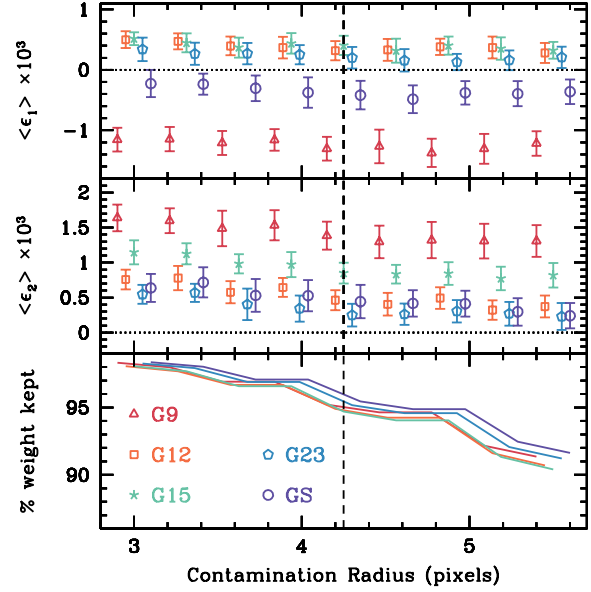 <ε₁> ×10³
1
0
−1
<ε₂> ×10³
2
1.5
1
0.5
0
% weight kept
95
90
G9
G12 G23
G15 GS
3 4 5
Contamination Radius (pixels)